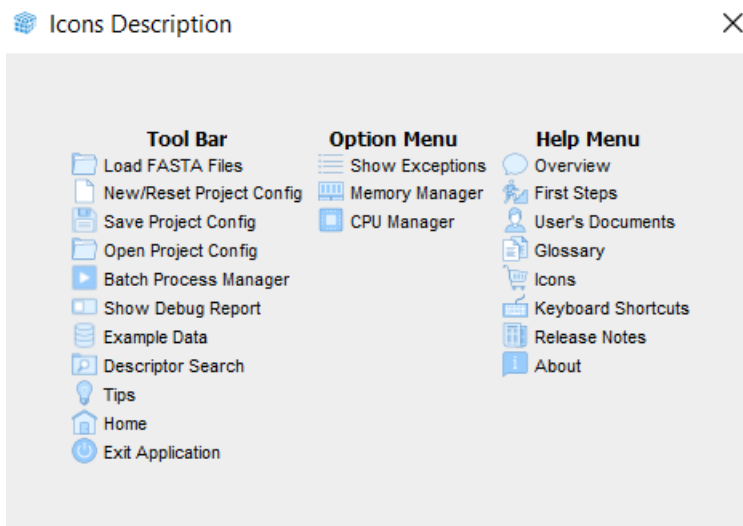 Icons Description
Tool Bar
Load FASTA Files
New/Reset Project Config
Save Project Config
Open Project Config
Batch Process Manager
Show Debug Report
Example Data
Descriptor Search
Tips
Home
Exit Application
Option Menu
Show Exceptions
Memory Manager
CPU Manager
Help Menu
Overview
First Steps
User's Documents
Glossary
Icons
Keyboard Shortcuts
Release Notes
About